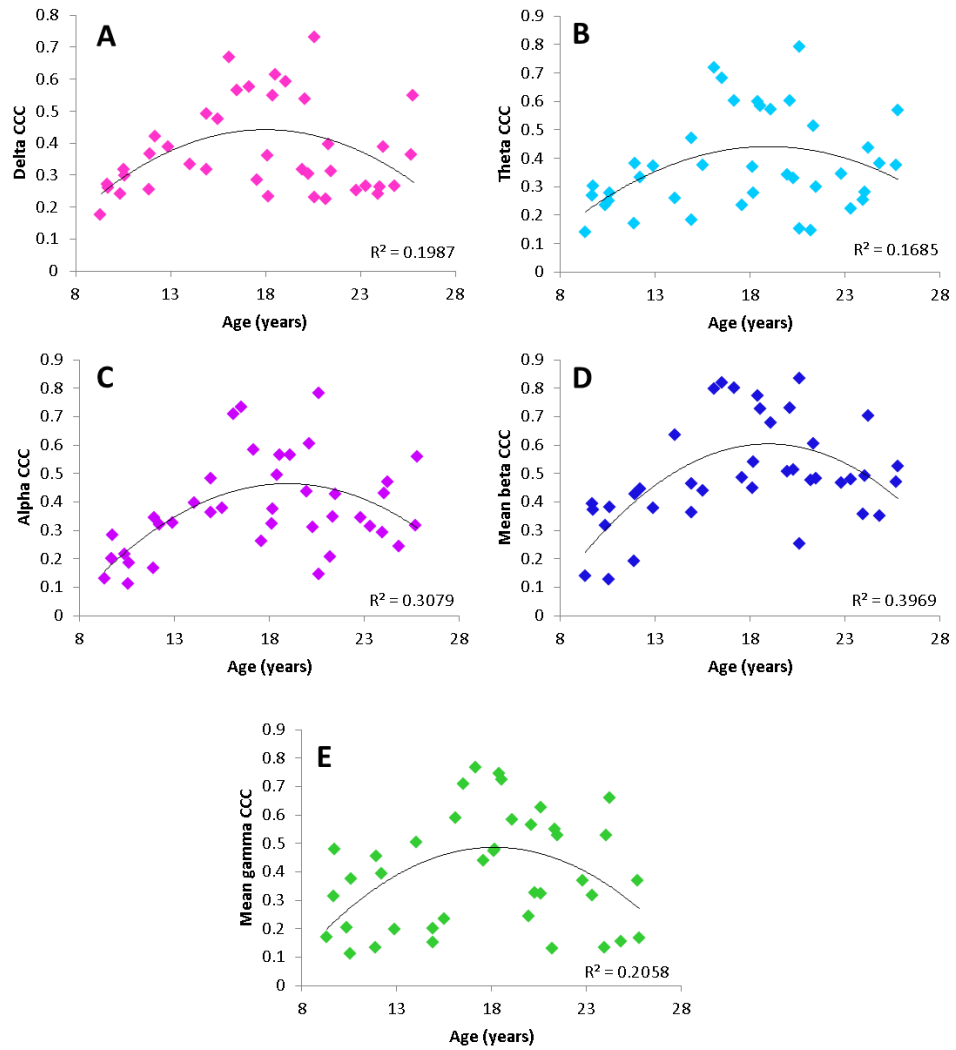 A
Delta CCC
0.8
0.7
0.6
0.5
0.4
0.3
0.2
0.1
0
R² = 0.1987
8 13 18 23 28
Age (years)
B
Theta CCC
0.9
0.8
0.7
0.6
0.5
0.4
0.3
0.2
0.1
0
R² = 0.1685
8 13 18 23 28
Age (years)
C
Alpha CCC
0.9
0.8
0.7
0.6
0.5
0.4
0.3
0.2
0.1
0
R² = 0.3079
8 13 18 23 28
Age (years)
D
Mean beta CCC
0.9
0.8
0.7
0.6
0.5
0.4
0.3
0.2
0.1
0
R² = 0.3969
8 13 18 23 28
Age (years)
E
Mean gamma CCC
0.9
0.8
0.7
0.6
0.5
0.4
0.3
0.2
0.1
0
R² = 0.2058
8 13 18 23 28
Age (years)